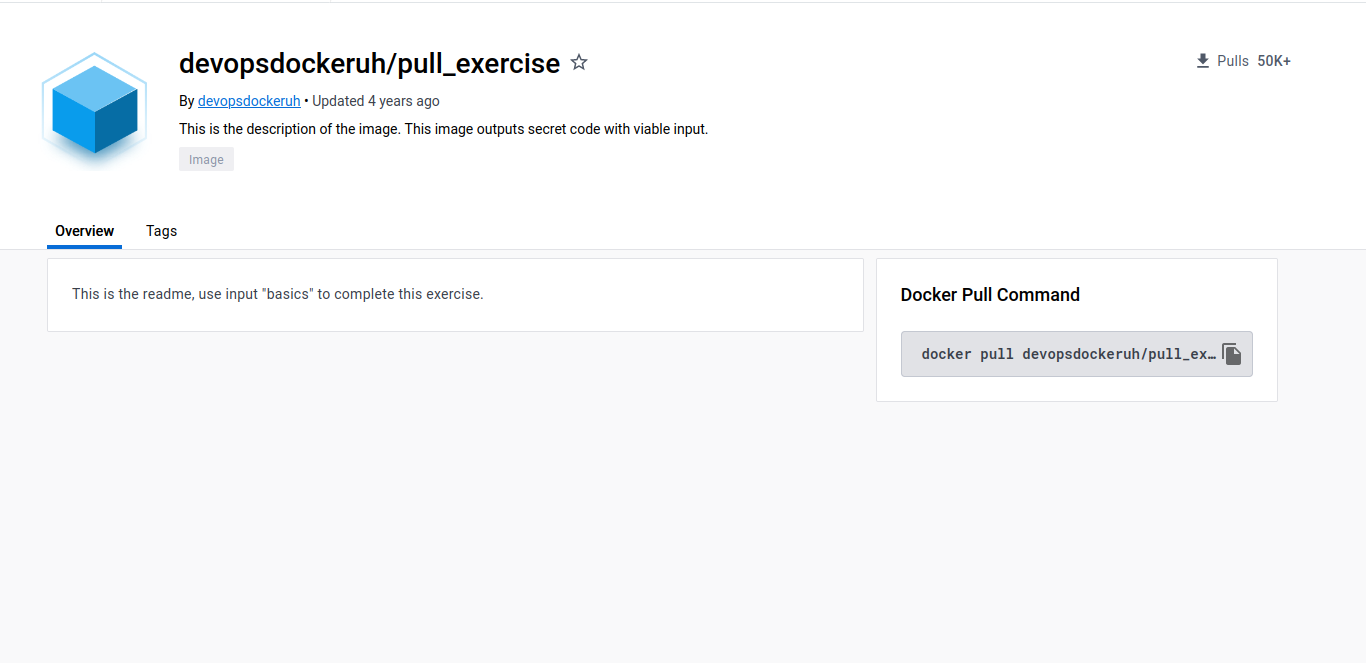 devopsdockeruh/pull_exercise
Pulls 50K+
By devopsdockeruh • Updated 4 years ago
This is the description of the image. This image outputs secret code with viable input.
Image
Overview Tags
This is the readme, use input "basics" to complete this exercise.
Docker Pull Command
docker pull devopsdockeruh/pull_ex…